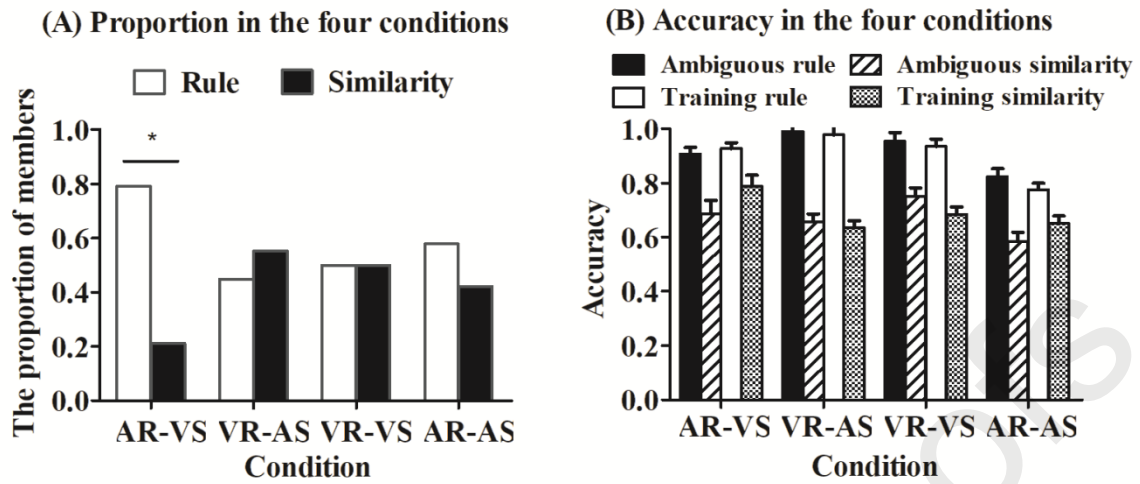 (A) Proportion in the four conditions
Rule
Similarity
*
The proportion of members
1.0
0.8
0.6
0.4
0.2
0.0
AR-VS
VR-AS
VR-VS
AR-AS
Condition
(B) Accuracy in the four conditions
Ambiguous rule
Ambiguous similarity
Training rule
Training similarity
Accuracy
1.0
0.8
0.6
0.4
0.2
0.0
AR-VS
VR-AS
VR-VS
AR-AS
Condition
ofs